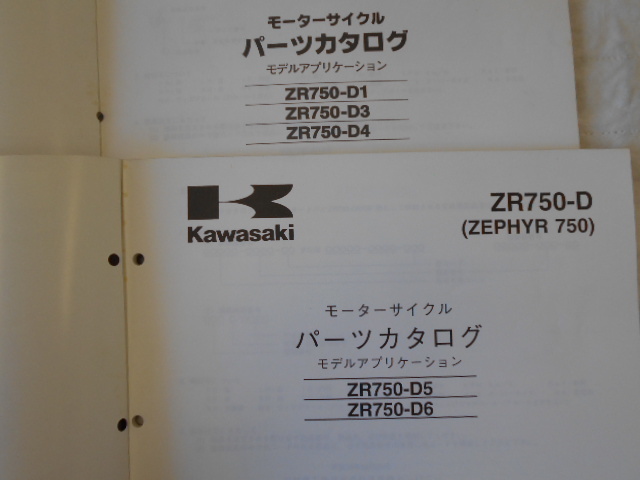 モーターサイクル
パーツカタログ
モデルアプリケーション
ZR750-D1
ZR750-D3
ZR750-D4
Kawasaki
ZR750-D
(ZEPHYR 750)
モーターサイクル
パーツカタログ
モデルアプリケーション
ZR750-D5
ZR750-D6